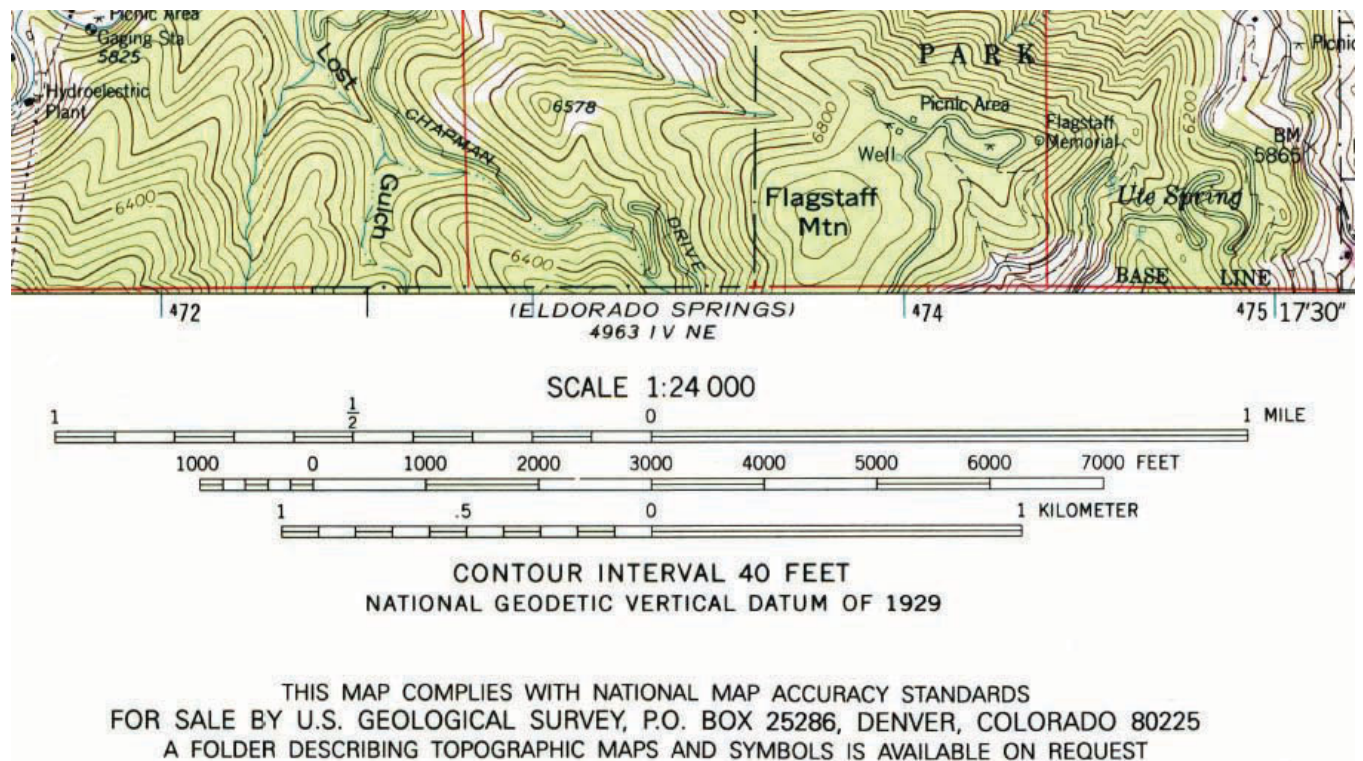 Picnic Area
Gaging Sta
5825
Hydroelectric
Plant
Lost
Gulch
CHAPMAN
DRIVE
6578
6400
6400
PARK
6800
Picnic Area
Well
Flagstaff
Memorial
Flagstaff
Mtn
6200
BM
5865
Ute Spring
BASE LINE
472
(ELDORADO SPRINGS)
4963 IV NE
474
475
17'30"
SCALE 1:24 000
1 1/2 0 1 MILE
1000 0 1000 2000 3000 4000 5000 6000 7000 FEET
1 .5 0 1 KILOMETER
CONTOUR INTERVAL 40 FEET
NATIONAL GEODETIC VERTICAL DATUM OF 1929
THIS MAP COMPLIES WITH NATIONAL MAP ACCURACY STANDARDS
FOR SALE BY U.S. GEOLOGICAL SURVEY, P.O. BOX 25286, DENVER, COLORADO 80225
A FOLDER DESCRIBING TOPOGRAPHIC MAPS AND SYMBOLS IS AVAILABLE ON REQUEST